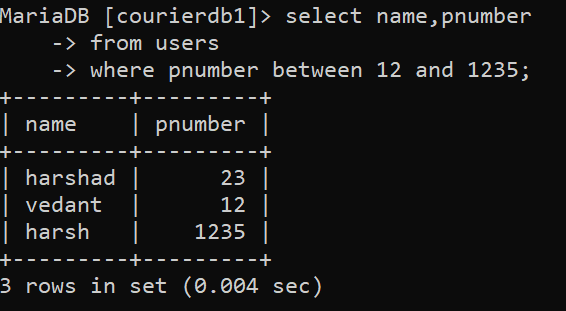 MariaDB [courierdb1]> select name,pnumber
    -> from users
    -> where pnumber between 12 and 1235;
+---------+---------+
| name    | pnumber |
+---------+---------+
| harshad |      23 |
| vedant  |      12 |
| harsh   |    1235 |
+---------+---------+
3 rows in set (0.004 sec)